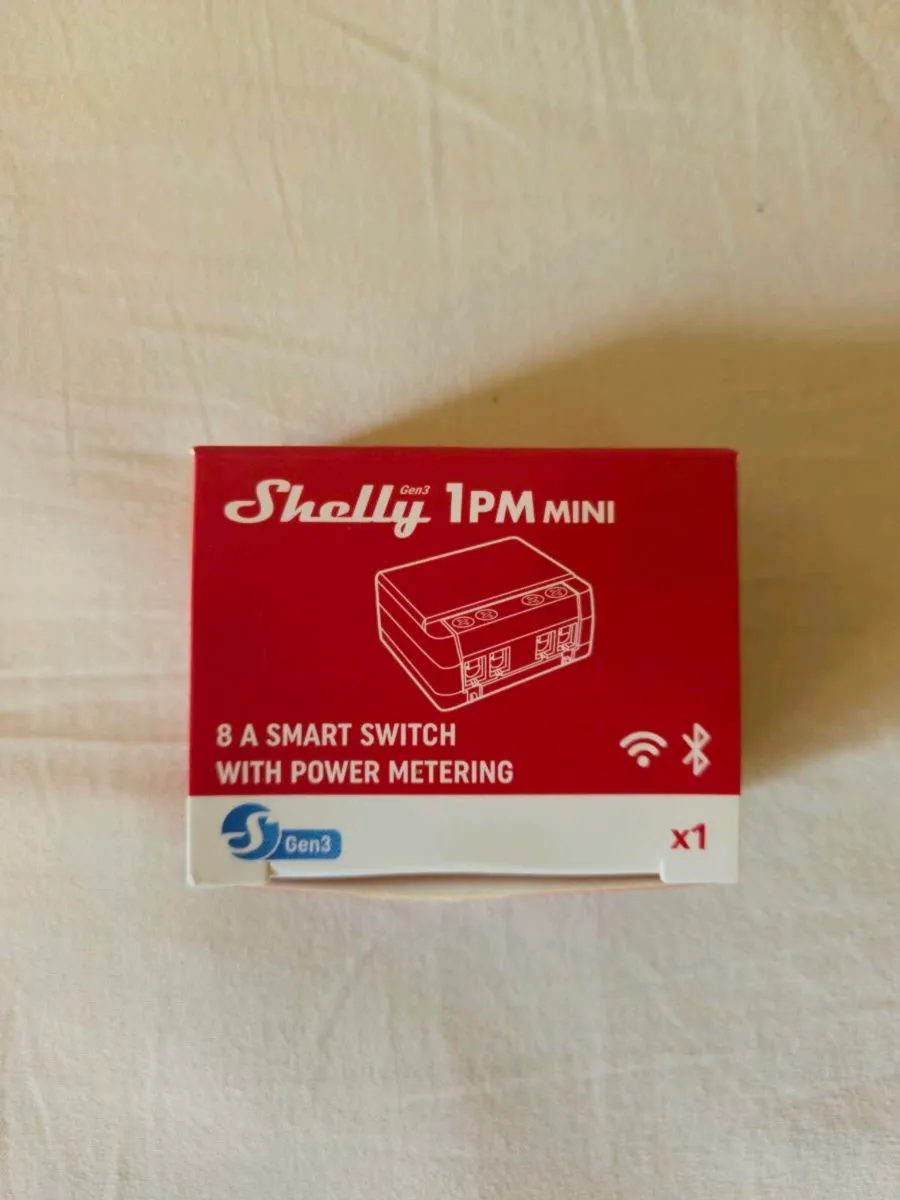 Shelly Gen3 1PM MINI
8 A SMART SWITCH
WITH POWER METERING
S Gen3
x1